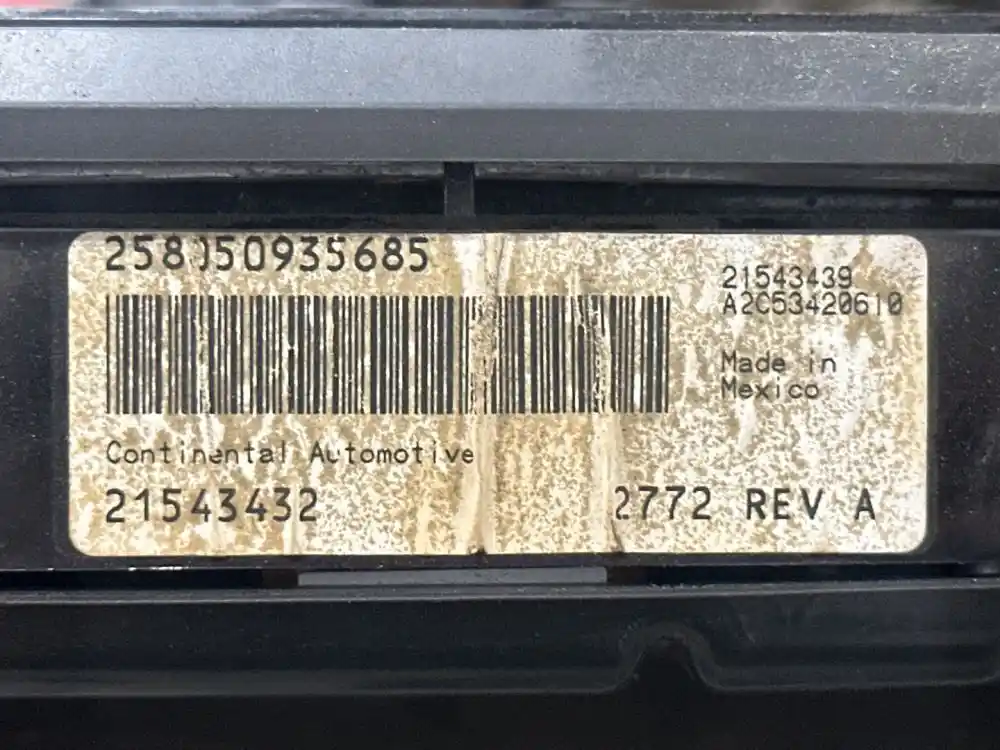 258050935685
21543439
A2C53420610
Made in
Mexico
Continental Automotive
21543432
2772 REV A